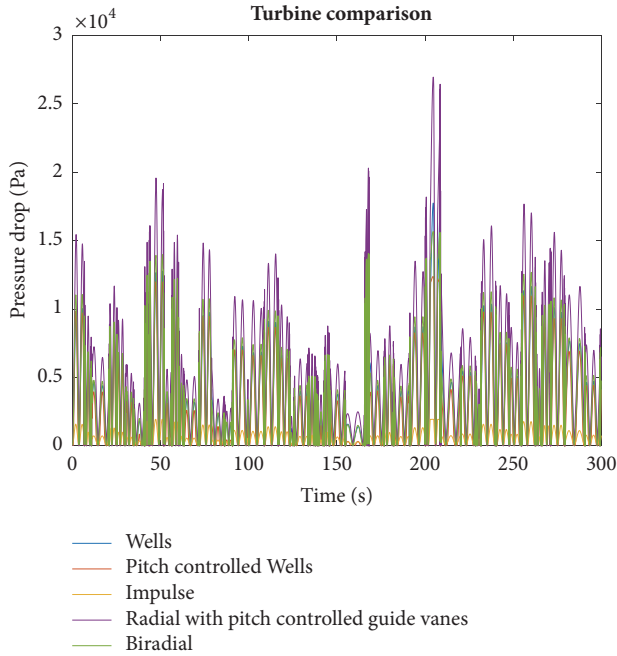 Turbine comparison
×10⁴
3
2.5
2
1.5
1
0.5
0
Pressure drop (Pa)
0 50 100 150 200 250 300
Time (s)
Wells
Pitch controlled Wells
Impulse
Radial with pitch controlled guide vanes
Biradial